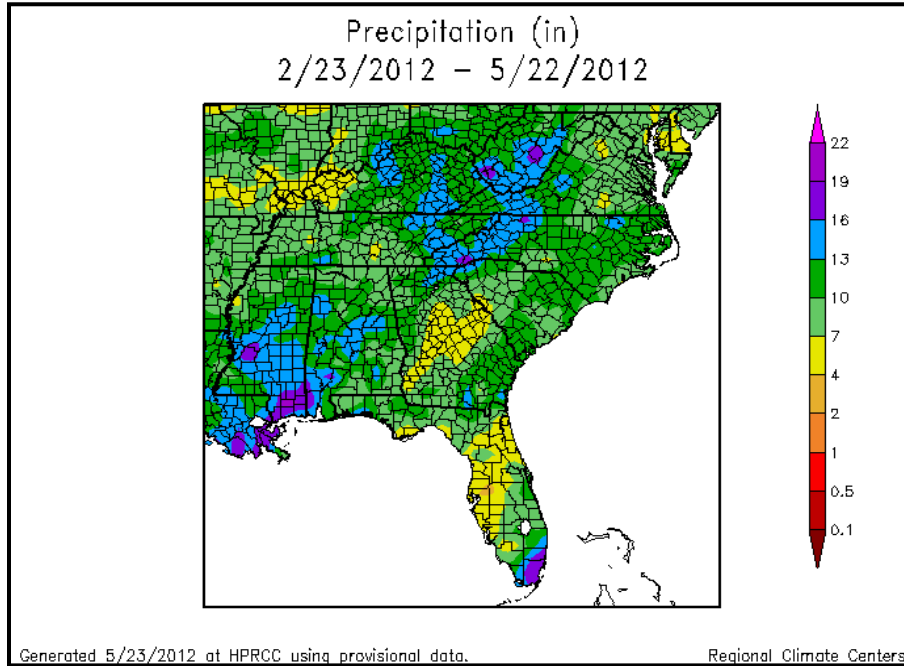 Precipitation (in)
2/23/2012 – 5/22/2012
22
19
16
13
10
7
4
2
1
0.5
0.1
Generated 5/23/2012 at HPRCC using provisional data.
Regional Climate Centers